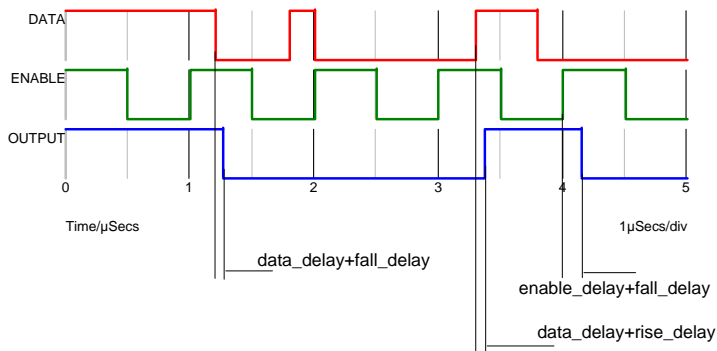 DATA
ENABLE
OUTPUT
0 1 2 3 4 5
Time/µSecs 1µSecs/div
data_delay+fall_delay
enable_delay+fall_delay
data_delay+rise_delay